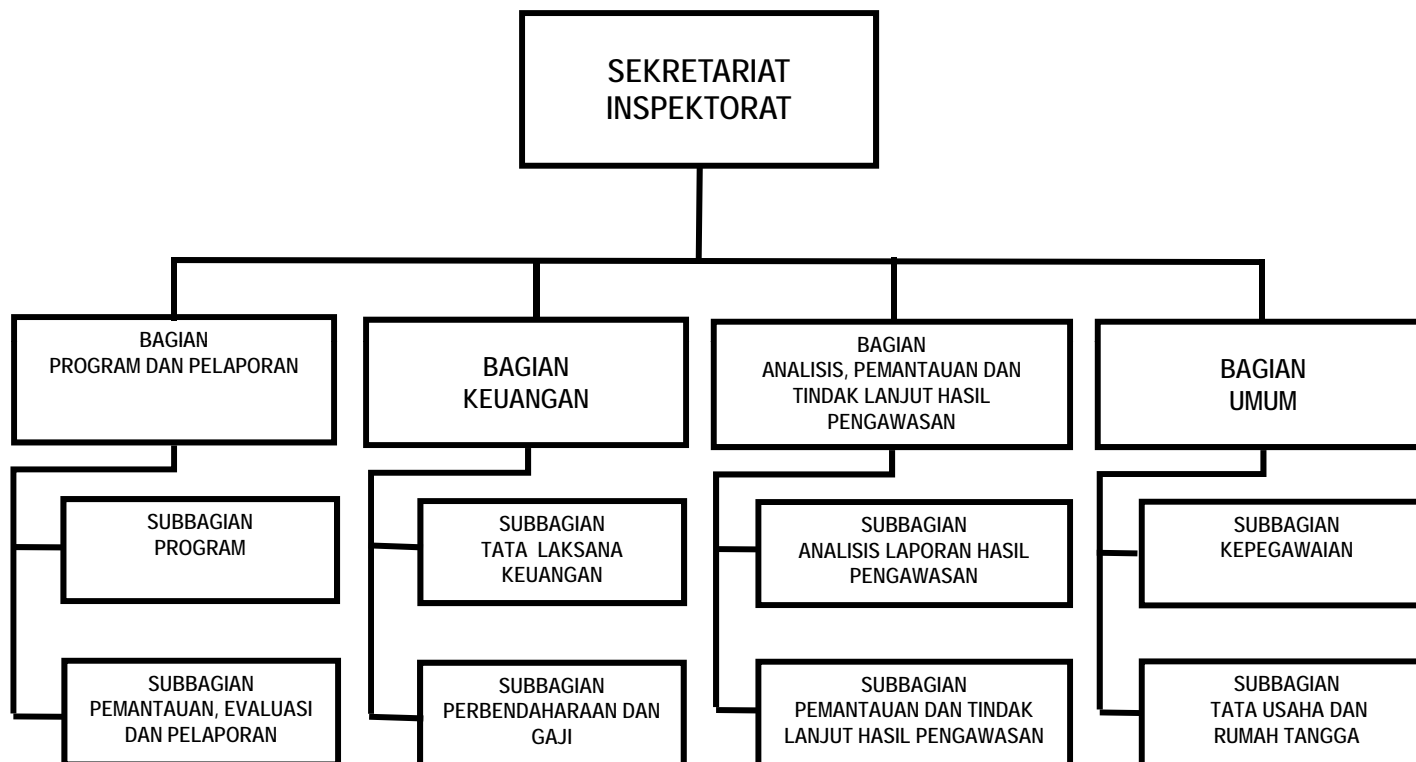 SEKRETARIAT
INSPEKTORAT
BAGIAN
PROGRAM DAN PELAPORAN
BAGIAN
KEUANGAN
BAGIAN
ANALISIS, PEMANTAUAN DAN
TINDAK LANJUT HASIL
PENGAWASAN
BAGIAN
UMUM
SUBBAGIAN
PROGRAM
SUBBAGIAN
TATA LAKSANA
KEUANGAN
SUBBAGIAN
ANALISIS LAPORAN HASIL
PENGAWASAN
SUBBAGIAN
KEPEGAWAIAN
SUBBAGIAN
PEMANTAUAN, EVALUASI
DAN PELAPORAN
SUBBAGIAN
PERBENDAHARAAN DAN
GAJI
SUBBAGIAN
PEMANTAUAN DAN TINDAK
LANJUT HASIL PENGAWASAN
SUBBAGIAN
TATA USAHA DAN
RUMAH TANGGA